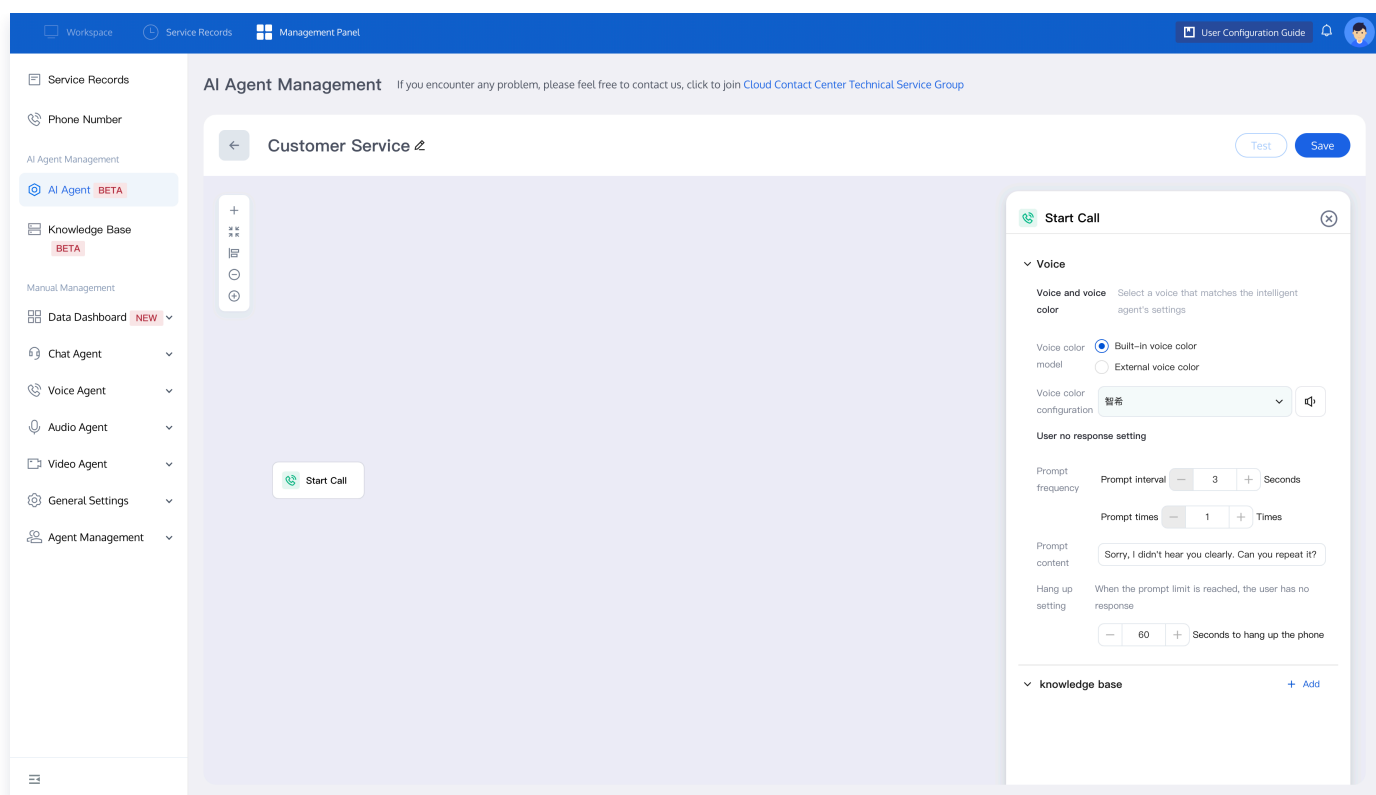 Workspace
Service Records
Management Panel
User Configuration Guide
Service Records
Phone Number
AI Agent Management
AI Agent BETA
Knowledge Base
BETA
Manual Management
Data Dashboard NEW
Chat Agent
Voice Agent
Audio Agent
Video Agent
General Settings
Agent Management
AI Agent Management If you encounter any problem, please feel free to contact us, click to join Cloud Contact Center Technical Service Group
Customer Service
Test
Save
Start Call
Start Call
Voice
Voice and voice
color
Select a voice that matches the intelligent
agent's settings
Voice color
model
Built-in voice color
External voice color
Voice color
configuration
智希
User no response setting
Prompt
frequency
Prompt interval 3 Seconds
Prompt times 1 Times
Prompt
content
Sorry, I didn't hear you clearly. Can you repeat it?
Hang up
setting
When the prompt limit is reached, the user has no
response
60 Seconds to hang up the phone
knowledge base
+ Add